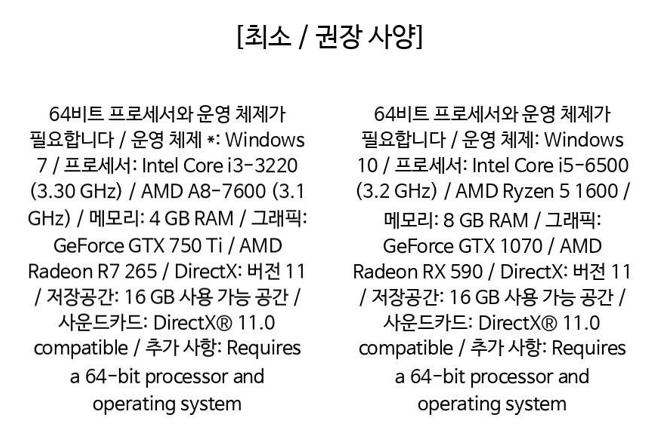 [최소 / 권장 사양]
64비트 프로세서와 운영 체제가
필요합니다 / 운영 체제 *: Windows
7 / 프로세서: Intel Core i3-3220
(3.30 GHz) / AMD A8-7600 (3.1
GHz) / 메모리: 4 GB RAM / 그래픽:
GeForce GTX 750 Ti / AMD
Radeon R7 265 / DirectX: 버전 11
/ 저장공간: 16 GB 사용 가능 공간 /
사운드카드: DirectX® 11.0
compatible / 추가 사항: Requires
a 64-bit processor and
operating system
64비트 프로세서와 운영 체제가
필요합니다 / 운영 체제: Windows
10 / 프로세서: Intel Core i5-6500
(3.2 GHz) / AMD Ryzen 5 1600 /
메모리: 8 GB RAM / 그래픽:
GeForce GTX 1070 / AMD
Radeon RX 590 / DirectX: 버전 11
/ 저장공간: 16 GB 사용 가능 공간 /
사운드카드: DirectX® 11.0
compatible / 추가 사항: Requires
a 64-bit processor and
operating system